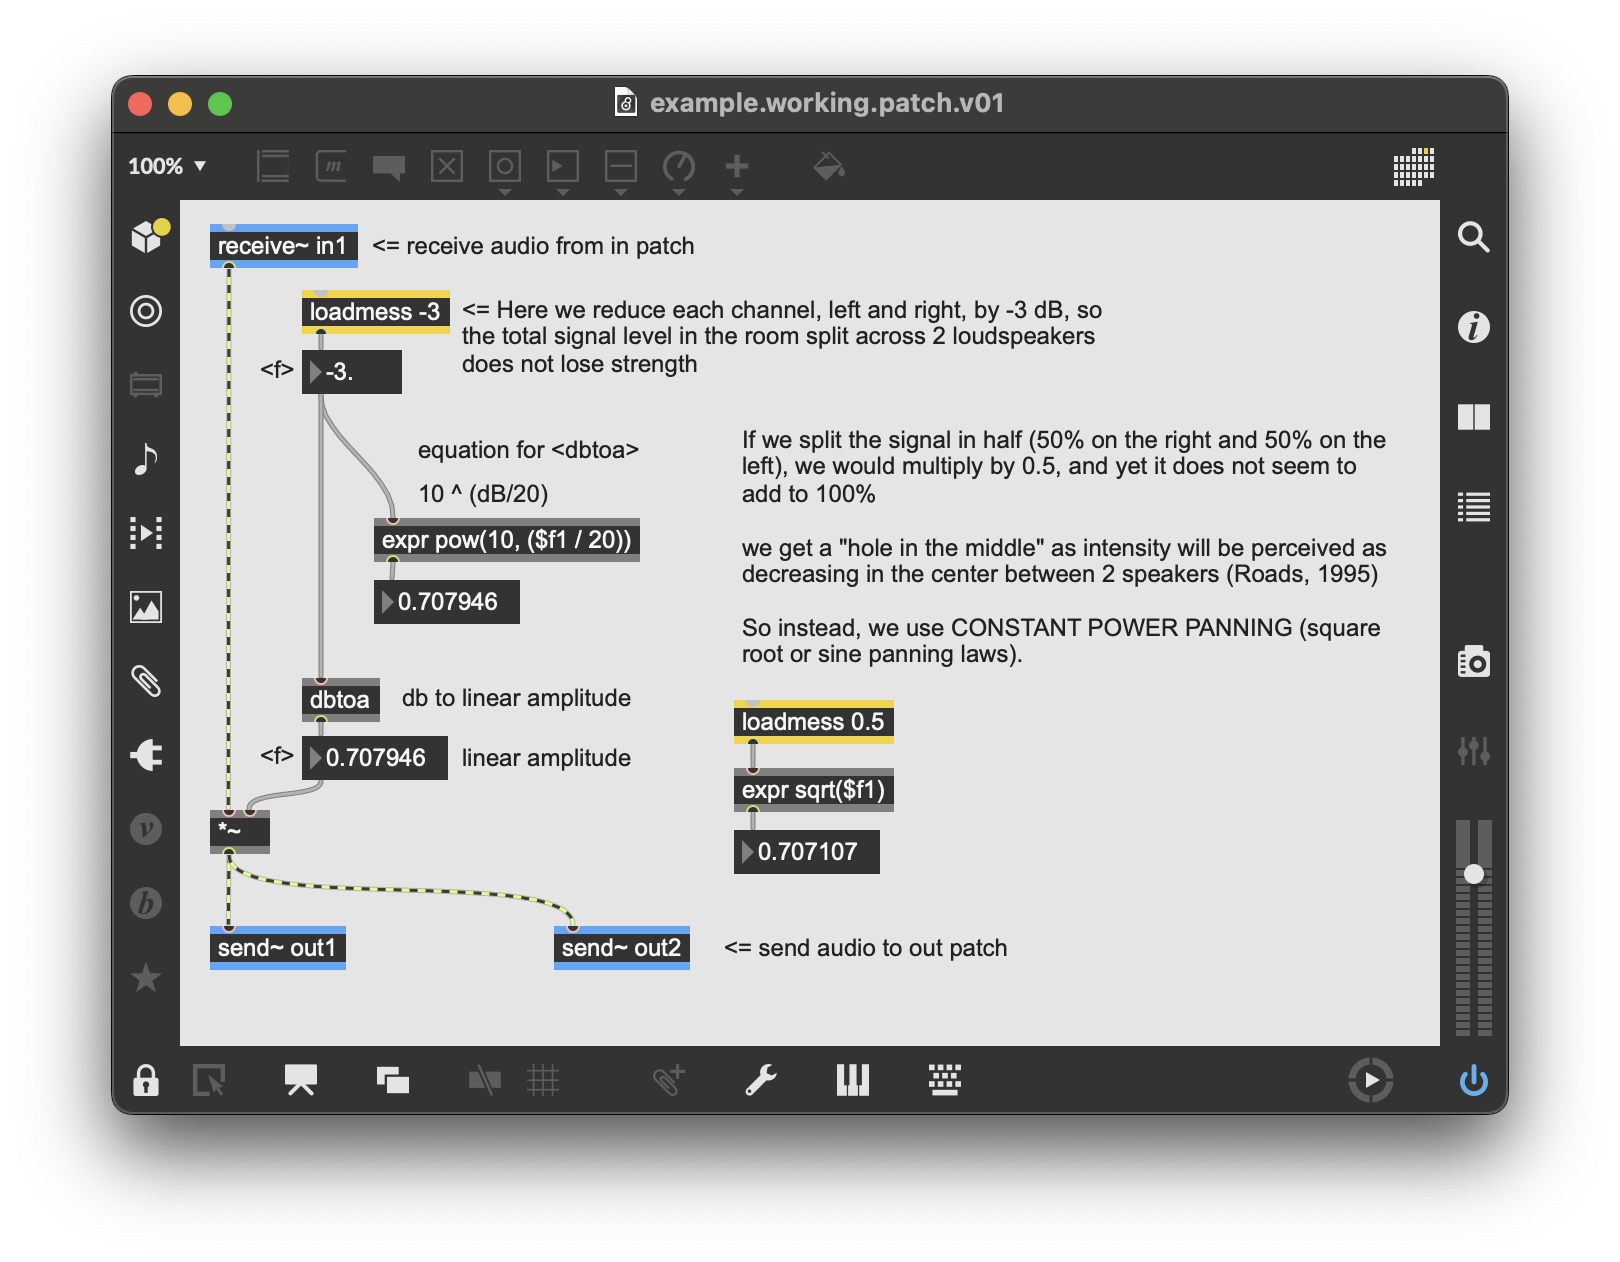 example.working.patch.v01
100%
receive~ in1
<= receive audio from in patch
loadmess -3
<= Here we reduce each channel, left and right, by -3 dB, so
the total signal level in the room split across 2 loudspeakers
does not lose strength
<f>
-3.
equation for <dbtoa>
10 ^ (dB/20)
expr pow(10, ($f1 / 20))
0.707946
If we split the signal in half (50% on the right and 50% on the
left), we would multiply by 0.5, and yet it does not seem to
add to 100%
we get a "hole in the middle" as intensity will be perceived as
decreasing in the center between 2 speakers (Roads, 1995)
So instead, we use CONSTANT POWER PANNING (square
root or sine panning laws).
dbtoa
db to linear amplitude
<f>
0.707946
linear amplitude
loadmess 0.5
expr sqrt($f1)
0.707107
*~
send~ out1
send~ out2
<= send audio to out patch